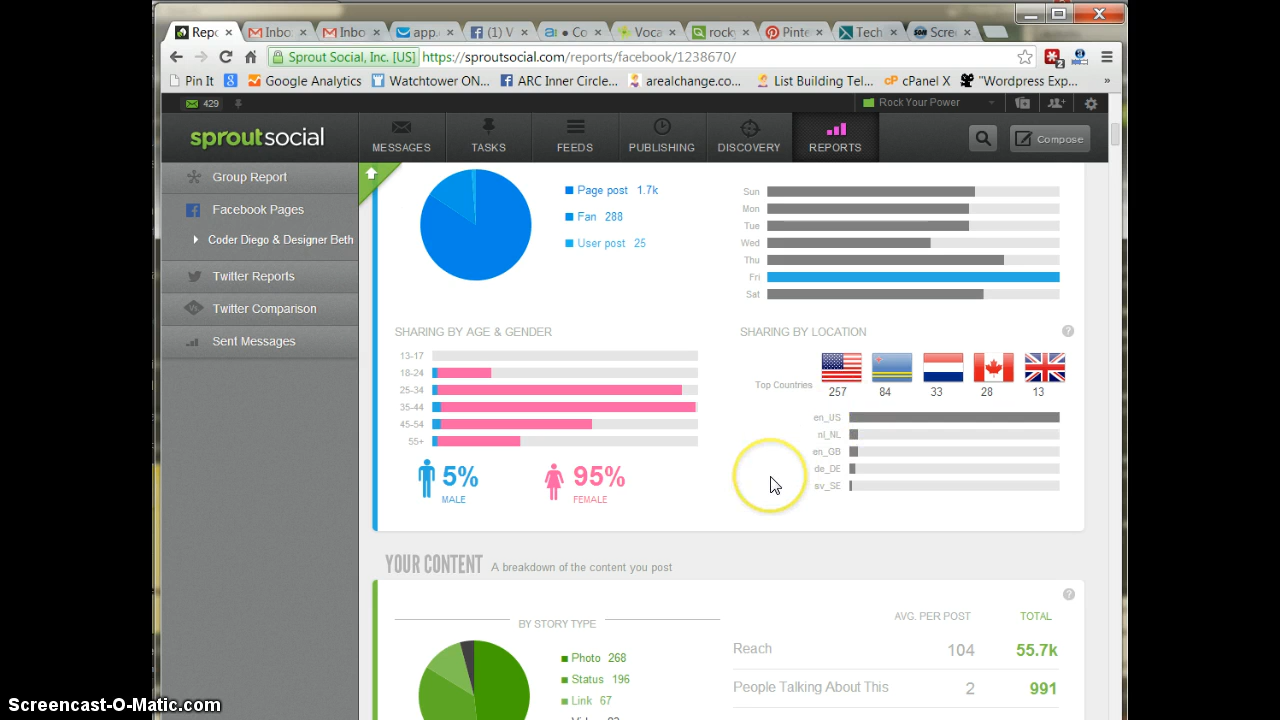 Repo
Inbo
Inbo
app.
(1) V
● Co
Voca
rocky
Pinte
Tech
Scre
Sprout Social, Inc. [US]
https://sproutsocial.com/reports/facebook/1238670/
2
Pin It
Google Analytics
Watchtower ON...
ARC Inner Circle...
arealchange.co...
List Building Tel...
cPanel X
"Wordpress Exp...
»
429
Rock Your Power
sproutsocial
MESSAGES
TASKS
FEEDS
PUBLISHING
DISCOVERY
REPORTS
Compose
Group Report
Facebook Pages
Coder Diego & Designer Beth
Twitter Reports
Twitter Comparison
Sent Messages
Page post 1.7k
Fan 288
User post 25
Sun
Mon
Tue
Wed
Thu
Fri
Sat
SHARING BY AGE & GENDER
13-17
18-24
25-34
35-44
45-54
55+
5%
MALE
95%
FEMALE
SHARING BY LOCATION
?
Top Countries
257 84 33 28 13
en_US
nl_NL
en_GB
de_DE
sv_SE
YOUR CONTENT A breakdown of the content you post
?
BY STORY TYPE
Photo 268
Status 196
Link 67
AVG. PER POST TOTAL
Reach 104 55.7k
People Talking About This 2 991
Screencast-O-Matic.com